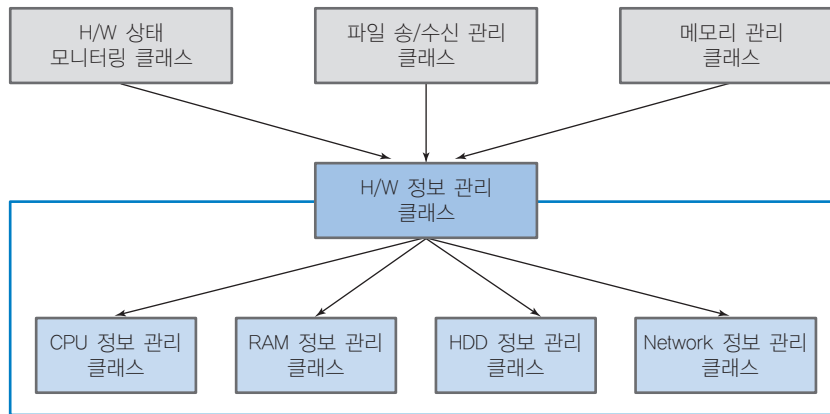 H/W 상태
모니터링 클래스
파일 송/수신 관리
클래스
메모리 관리
클래스
H/W 정보 관리
클래스
CPU 정보 관리
클래스
RAM 정보 관리
클래스
HDD 정보 관리
클래스
Network 정보 관리
클래스